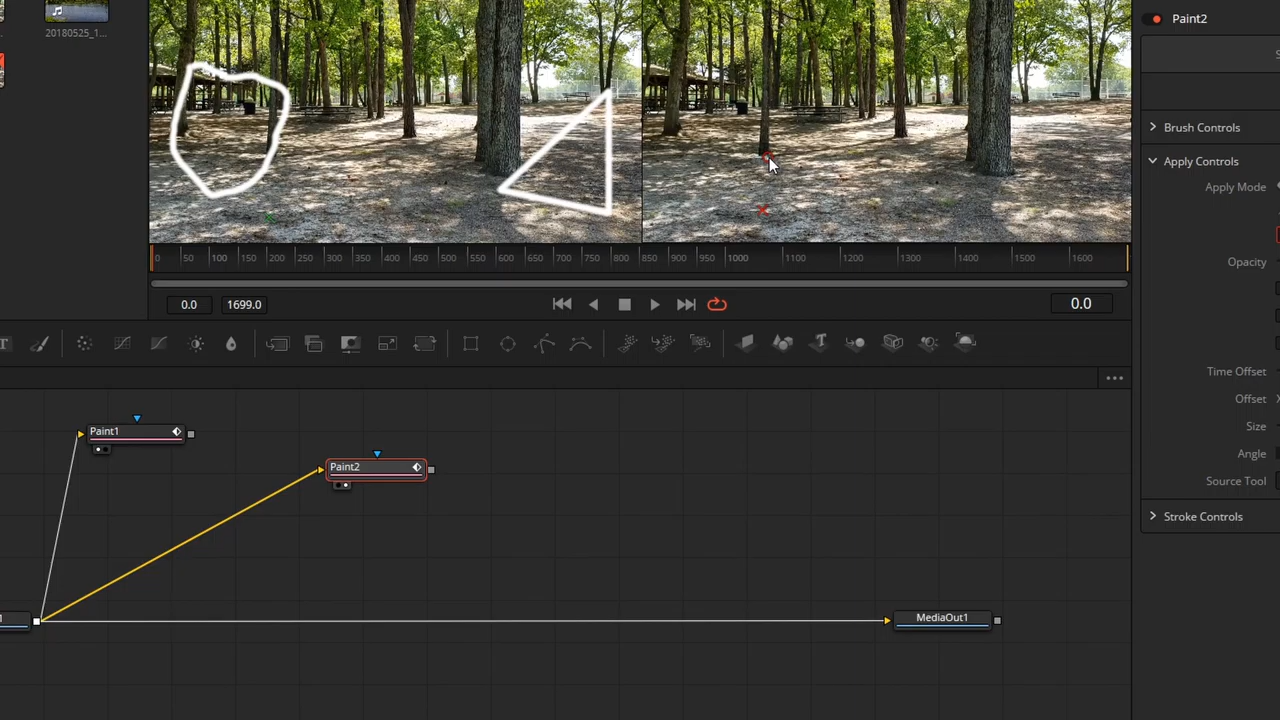 Paint2
20180525_1...
Brush Controls
Apply Controls
Apply Mode
0 50 100 150 200 250 300 350 400 450 500 550 600 650 700 750 800 850 900 950 1000 1100 1200 1300 1400 1500 1600
Opacity
0.0 1699.0 0.0
T
Time Offset
Offset X
Size
Paint1
Angle
Paint2
Source Tool
Stroke Controls
1
MediaOut1